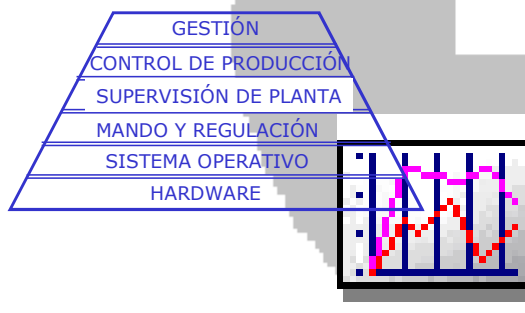 GESTIÓN
CONTROL DE PRODUCCIÓN
SUPERVISIÓN DE PLANTA
MANDO Y REGULACIÓN
SISTEMA OPERATIVO
HARDWARE